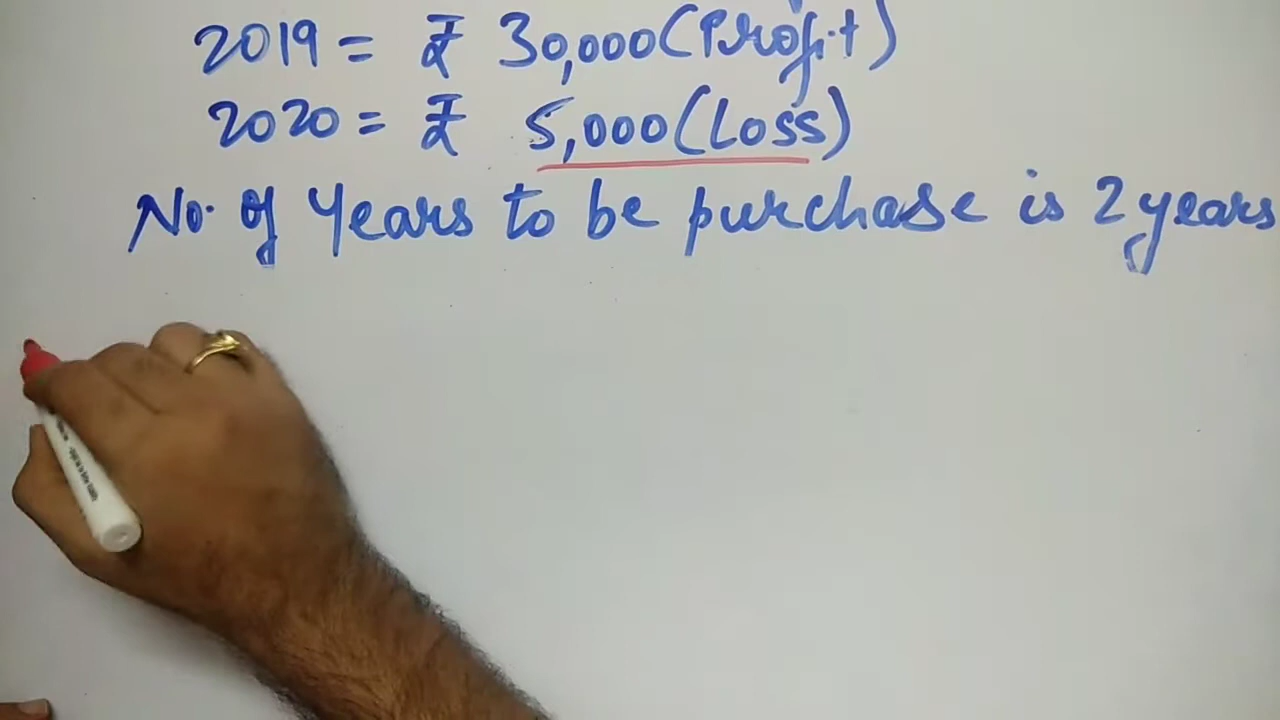 2019 = ₹ 30,000 (Profit)
2020 = ₹ 5,000 (Loss)
No. of Years to be purchase is 2 years